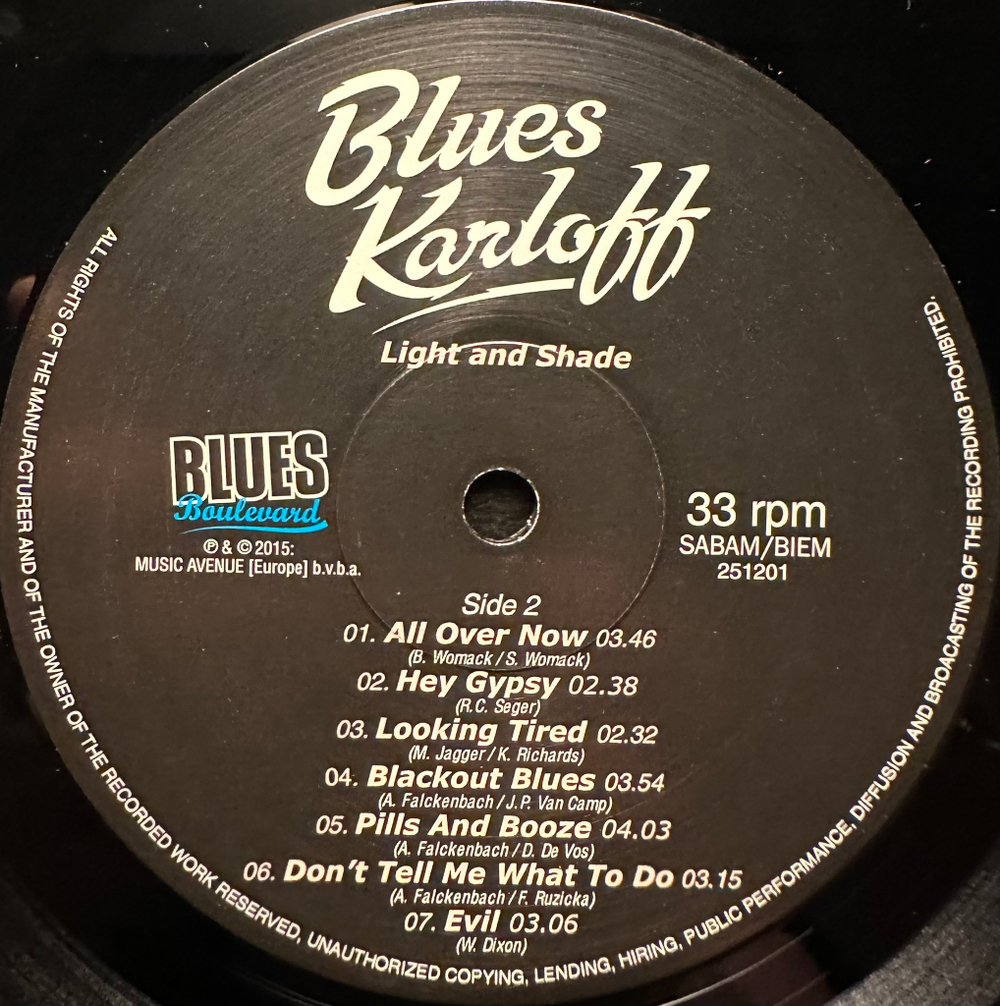 Blues
Karloff
Light and Shade
BLUES
Boulevard
℗ & © 2015:
MUSIC AVENUE [Europe] b.v.b.a.
33 rpm
SABAM/BIEM
251201
Side 2
01. All Over Now 03.46
(B. Womack / S. Womack)
02. Hey Gypsy 02.38
(R.C. Seger)
03. Looking Tired 02.32
(M. Jagger / K. Richards)
04. Blackout Blues 03.54
(A. Falckenbach / J.P. Van Camp)
05. Pills And Booze 04.03
(A. Falckenbach / D. De Vos)
06. Don't Tell Me What To Do 03.15
(A. Falckenbach / F. Ruzicka)
07. Evil 03.06
(W. Dixon)
ALL RIGHTS OF THE MANUFACTURER AND OF THE OWNER OF THE RECORDED WORK RESERVED, UNAUTHORIZED COPYING, LENDING, HIRING, PUBLIC PERFORMANCE, DIFFUSION AND BROACASTING OF THE RECORDING PROHIBITED.